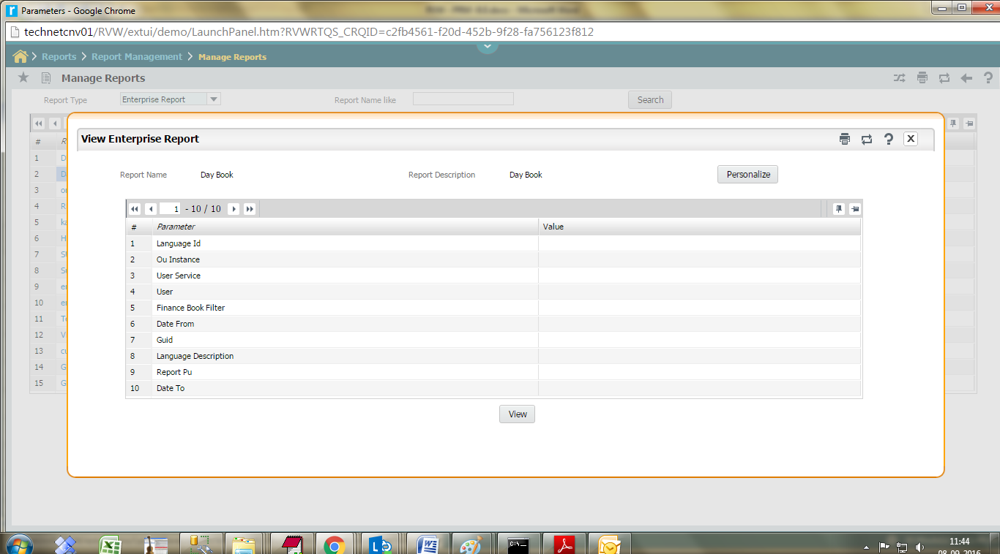 Parameters - Google Chrome
technetcnv01/RVW/extui/demo/LaunchPanel.htm?RVWRTQS_CRQID=c2fb4561-f20d-452b-9f28-fa756123f812
Reports > Report Management > Manage Reports
Manage Reports
Report Type Enterprise Report Report Name like Search
View Enterprise Report
Report Name Day Book Report Description Day Book Personalize
1 - 10 / 10
# Parameter Value
1 Language Id
2 Ou Instance
3 User Service
4 User
5 Finance Book Filter
6 Date From
7 Guid
8 Language Description
9 Report Pu
10 Date To
View
#
1
2
3
4
5
6
7
8
9
10
11
12
13
14
15
11:44
08-09-2016